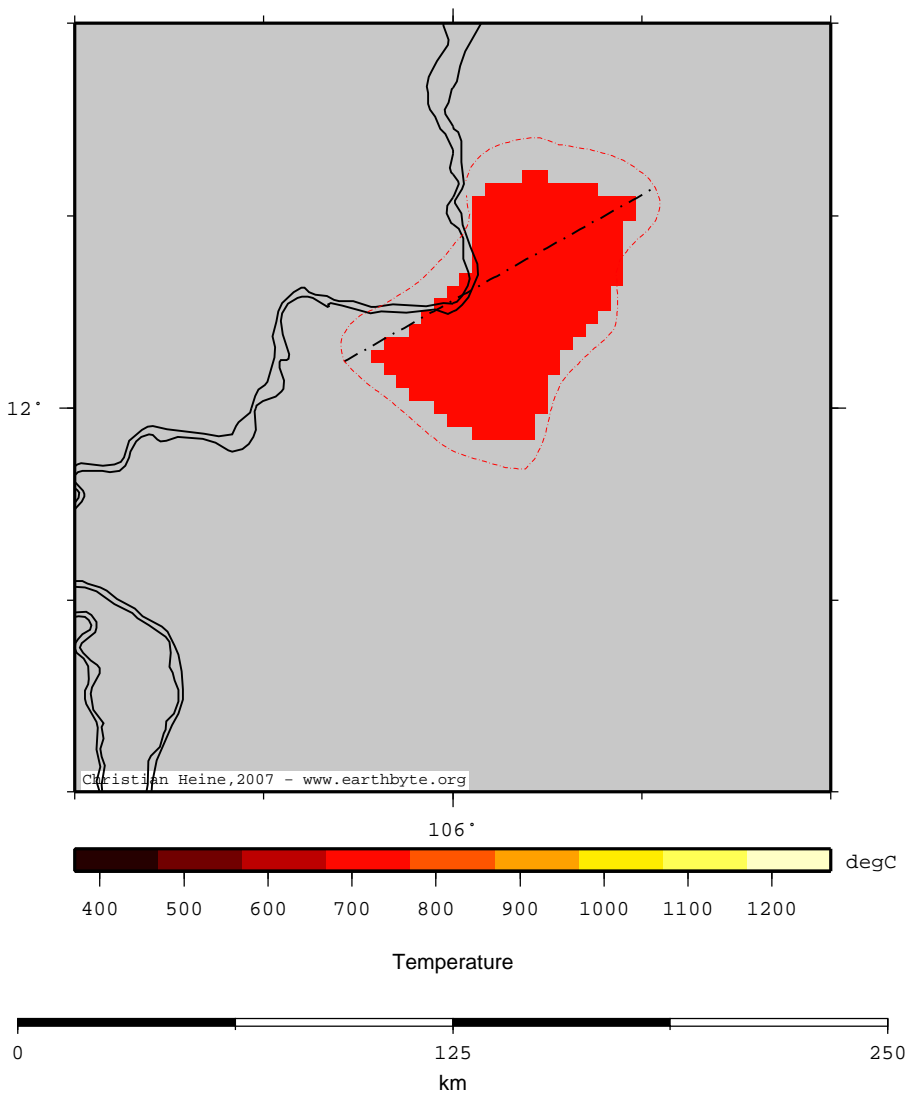 12°
Christian Heine,2007 - www.earthbyte.org
106°
degC
400 500 600 700 800 900 1000 1100 1200
Temperature
0 125 250
km